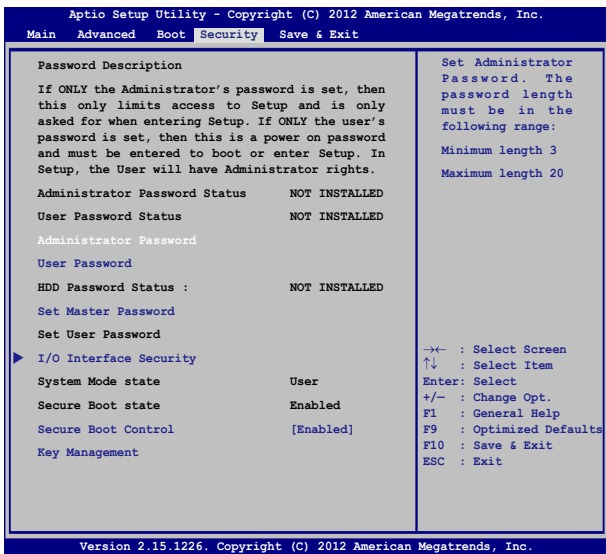 Aptio Setup Utility - Copyright (C) 2012 American Megatrends, Inc.
Main Advanced Boot Security Save & Exit
Password Description
If ONLY the Administrator's password is set, then
this only limits access to Setup and is only
asked for when entering Setup. If ONLY the user's
password is set, then this is a power on password
and must be entered to boot or enter Setup. In
Setup, the User will have Administrator rights.
Administrator Password Status NOT INSTALLED
User Password Status NOT INSTALLED
Administrator Password
User Password
HDD Password Status : NOT INSTALLED
Set Master Password
Set User Password
I/O Interface Security
System Mode state User
Secure Boot state Enabled
Secure Boot Control [Enabled]
Key Management
Set Administrator
Password. The
password length
must be in the
following range:
Minimum length 3
Maximum length 20
→← : Select Screen
↑↓ : Select Item
Enter: Select
+/— : Change Opt.
F1 : General Help
F9 : Optimized Defaults
F10 : Save & Exit
ESC : Exit
Version 2.15.1226. Copyright (C) 2012 American Megatrends, Inc.